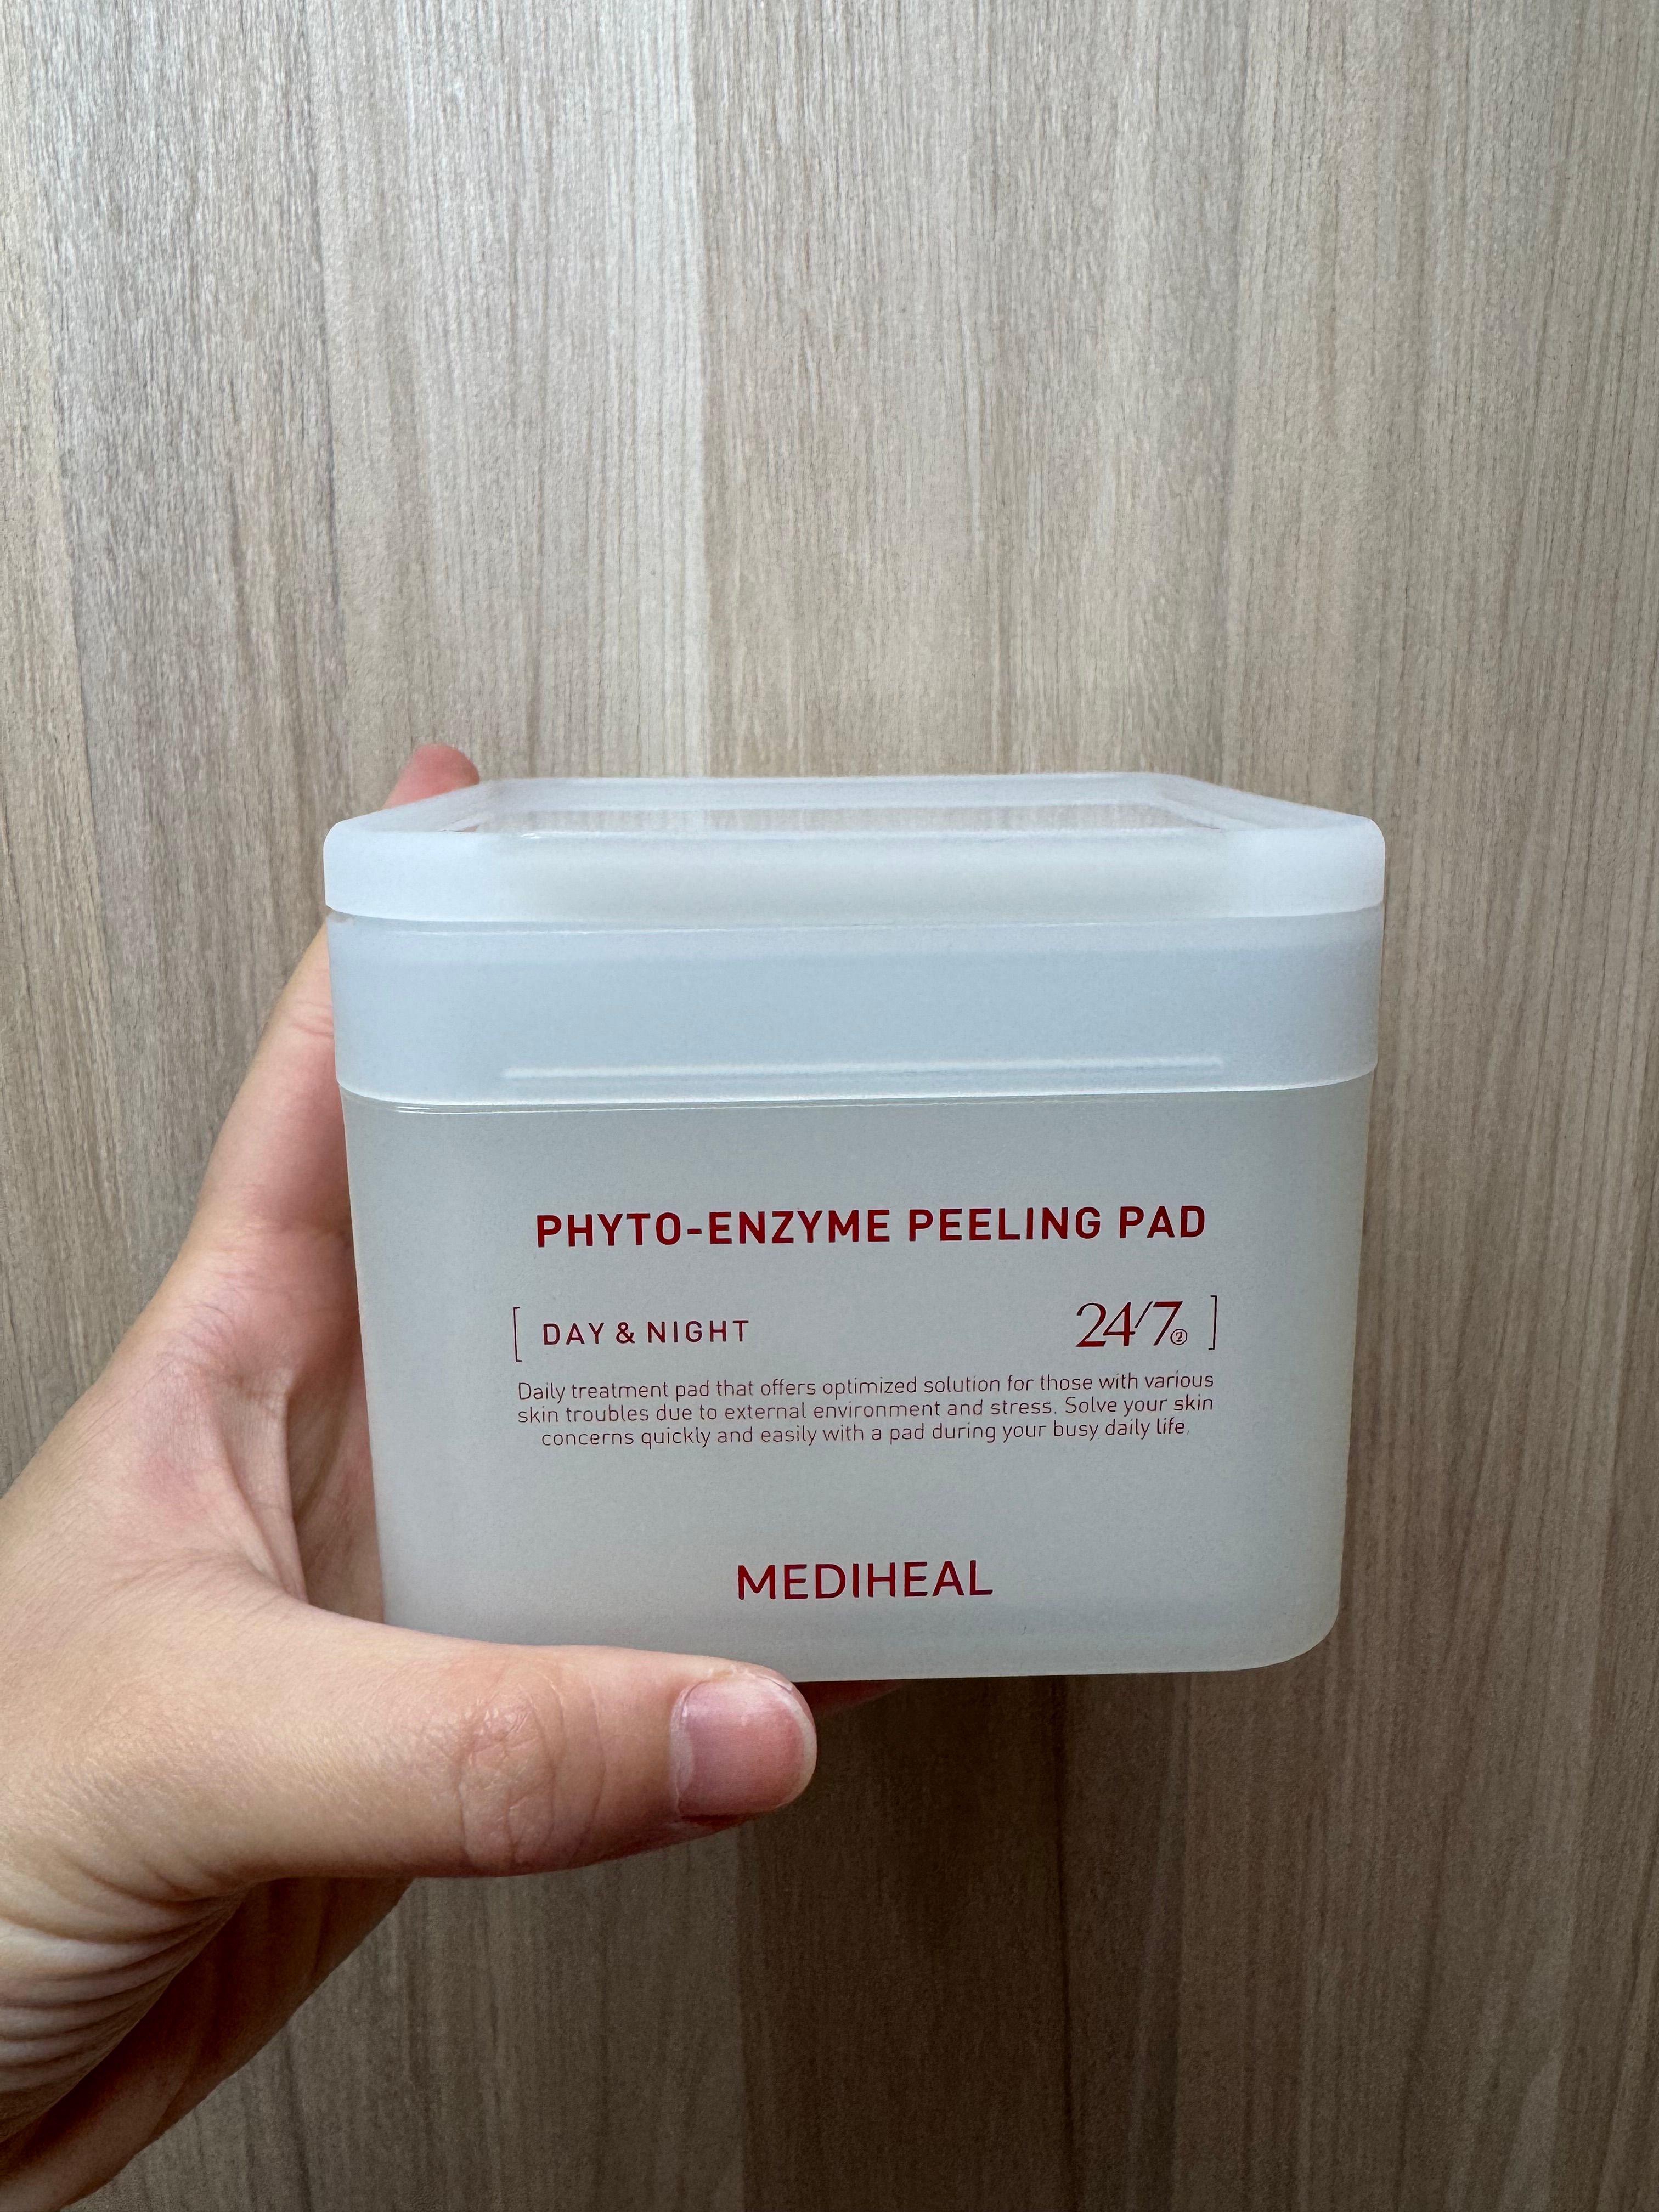 PHYTO-ENZYME PEELING PAD
[ DAY & NIGHT 24/7 ② ]
Daily treatment pad that offers optimized solution for those with various
skin troubles due to external environment and stress. Solve your skin
concerns quickly and easily with a pad during your busy daily life.
MEDIHEAL